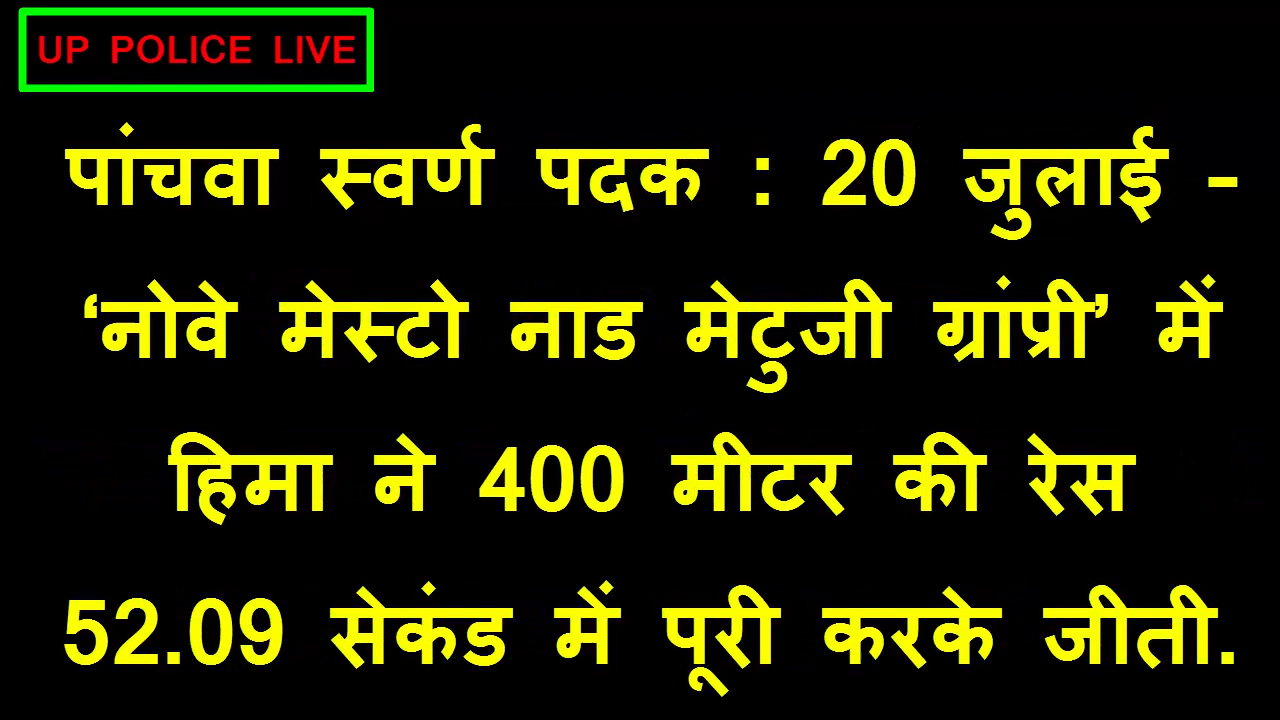 UP POLICE LIVE
पांचवा स्वर्ण पदक : 20 जुलाई -
‘नोवे मेस्टो नाड मेटुजी ग्रांप्री’ में
हिमा ने 400 मीटर की रेस
52.09 सेकंड में पूरी करके जीती.